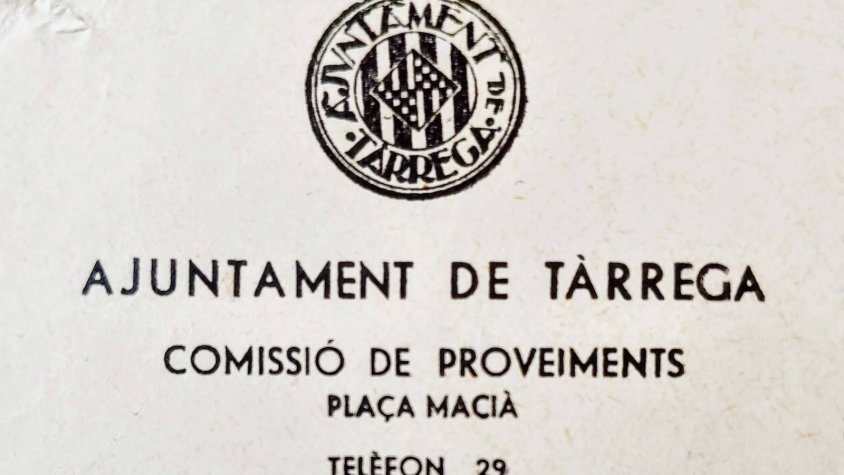 AJUNTAMENT DE
TÀRREGA
AJUNTAMENT DE TÀRREGA
COMISSIÓ DE PROVEIMENTS
PLAÇA MACIÀ
TELÈFON 29